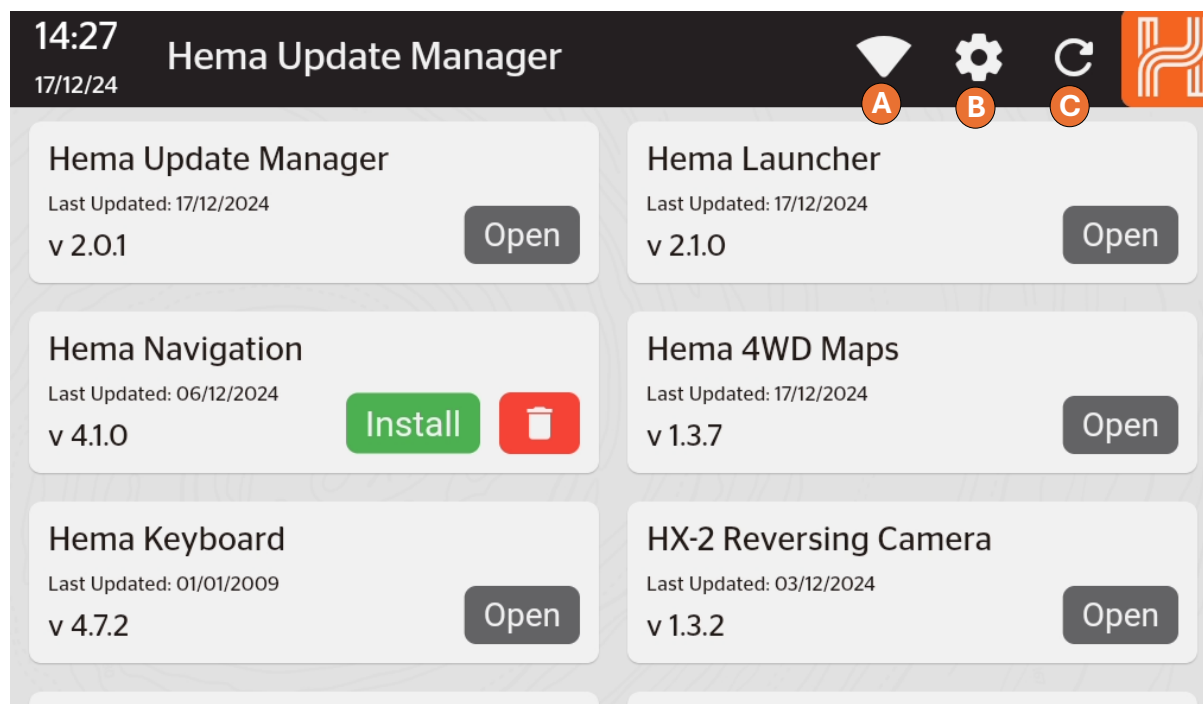 14:27
17/12/24
Hema Update Manager
A
B
C
Hema Update Manager
Last Updated: 17/12/2024
v 2.0.1
Open
Hema Launcher
Last Updated: 17/12/2024
v 2.1.0
Open
Hema Navigation
Last Updated: 06/12/2024
v 4.1.0
Install
Hema 4WD Maps
Last Updated: 17/12/2024
v 1.3.7
Open
Hema Keyboard
Last Updated: 01/01/2009
v 4.7.2
Open
HX-2 Reversing Camera
Last Updated: 03/12/2024
v 1.3.2
Open